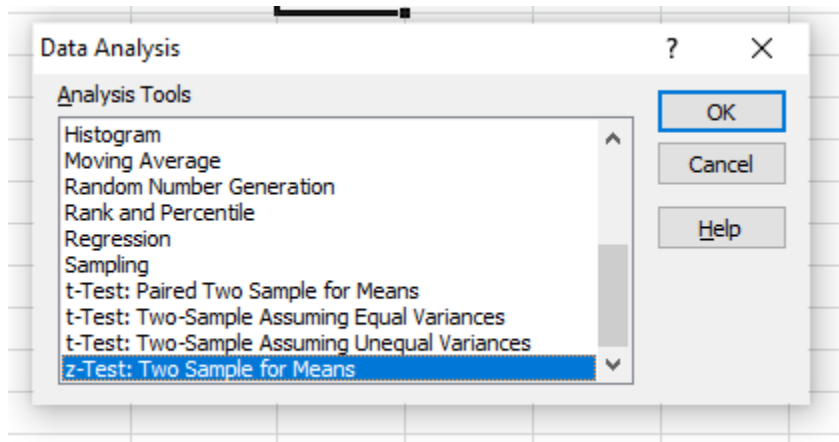 Data Analysis ? ×
Analysis Tools
OK
Cancel
Help
Histogram
Moving Average
Random Number Generation
Rank and Percentile
Regression
Sampling
t-Test: Paired Two Sample for Means
t-Test: Two-Sample Assuming Equal Variances
t-Test: Two-Sample Assuming Unequal Variances
z-Test: Two Sample for Means